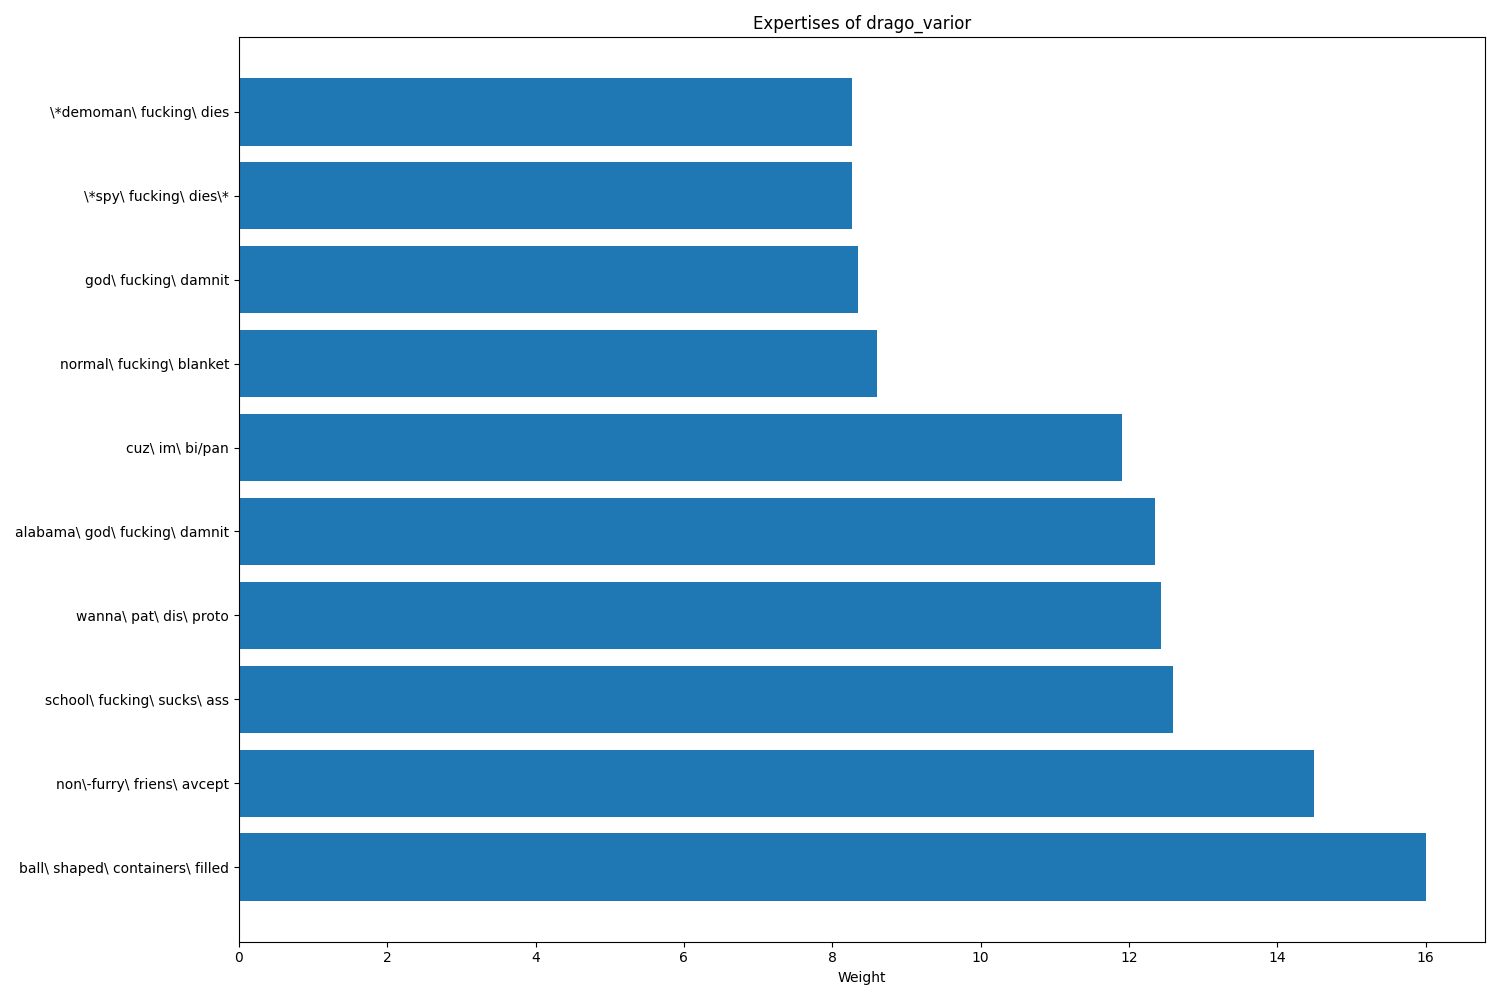 Expertises of drago_varior
\*demoman\ fucking\ dies
\*spy\ fucking\ dies\*
god\ fucking\ damnit
normal\ fucking\ blanket
cuz\ im\ bi/pan
alabama\ god\ fucking\ damnit
wanna\ pat\ dis\ proto
school\ fucking\ sucks\ ass
non\-furry\ friens\ avcept
ball\ shaped\ containers\ filled
0 2 4 6 8 10 12 14 16
Weight